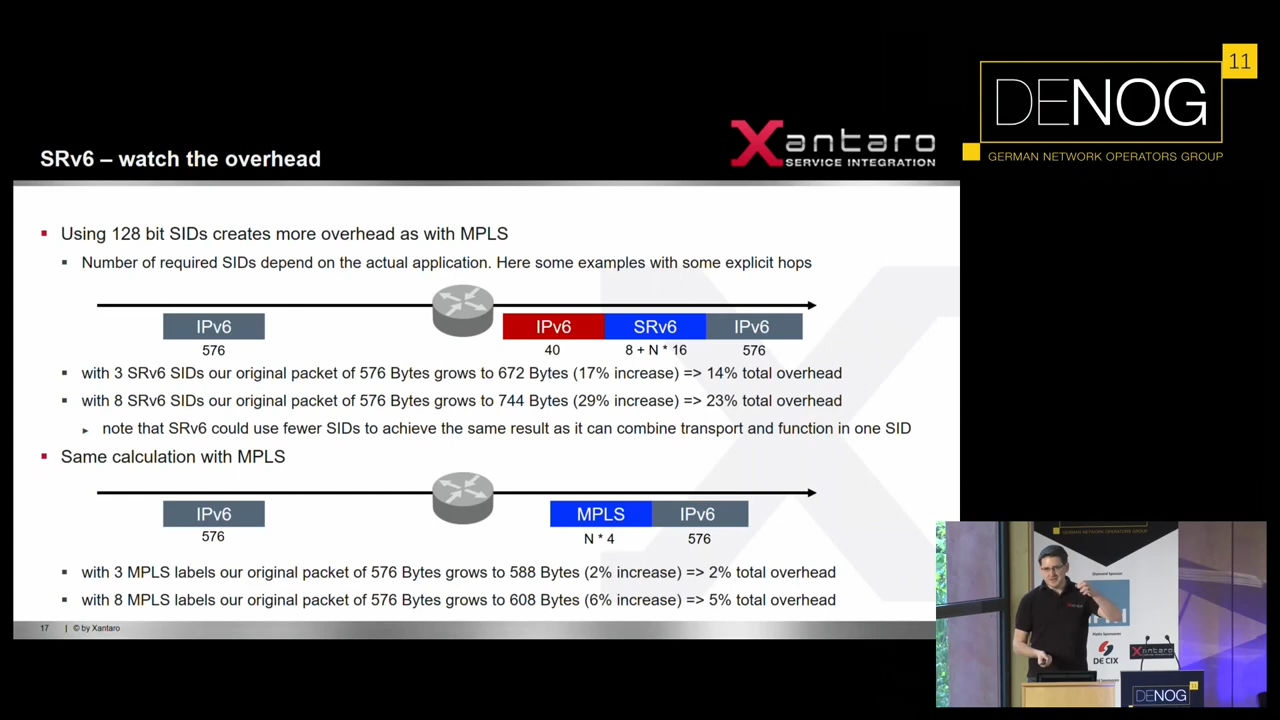 11
DENOG
GERMAN NETWORK OPERATORS GROUP
Xantaro
SERVICE INTEGRATION
SRv6 – watch the overhead
Using 128 bit SIDs creates more overhead as with MPLS
Number of required SIDs depend on the actual application. Here some examples with some explicit hops
IPv6
IPv6 SRv6 IPv6
576
40 8 + N * 16 576
with 3 SRv6 SIDs our original packet of 576 Bytes grows to 672 Bytes (17% increase) => 14% total overhead
with 8 SRv6 SIDs our original packet of 576 Bytes grows to 744 Bytes (29% increase) => 23% total overhead
note that SRv6 could use fewer SIDs to achieve the same result as it can combine transport and function in one SID
Same calculation with MPLS
IPv6
MPLS IPv6
576
N * 4 576
with 3 MPLS labels our original packet of 576 Bytes grows to 588 Bytes (2% increase) => 2% total overhead
with 8 MPLS labels our original packet of 576 Bytes grows to 608 Bytes (6% increase) => 5% total overhead
17 | © by Xantaro
GERMAN NETWORK OPERATORS GROUP
DE CIX
Xantaro
DENOG